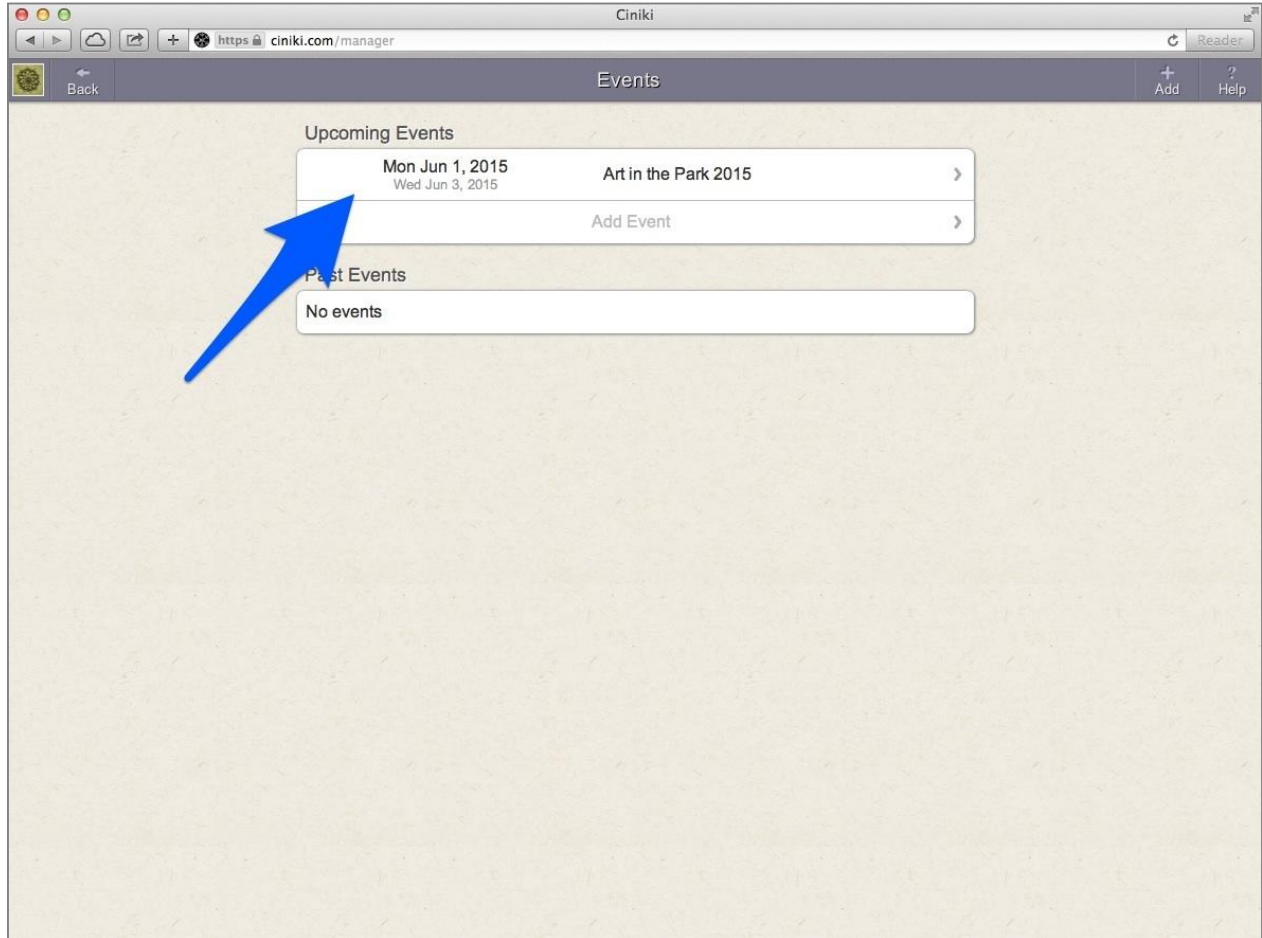 Ciniki
https ciniki.com/manager
Reader
Back
Events
+ Add
? Help
Upcoming Events
Mon Jun 1, 2015
Wed Jun 3, 2015
Art in the Park 2015
Add Event
Past Events
No events